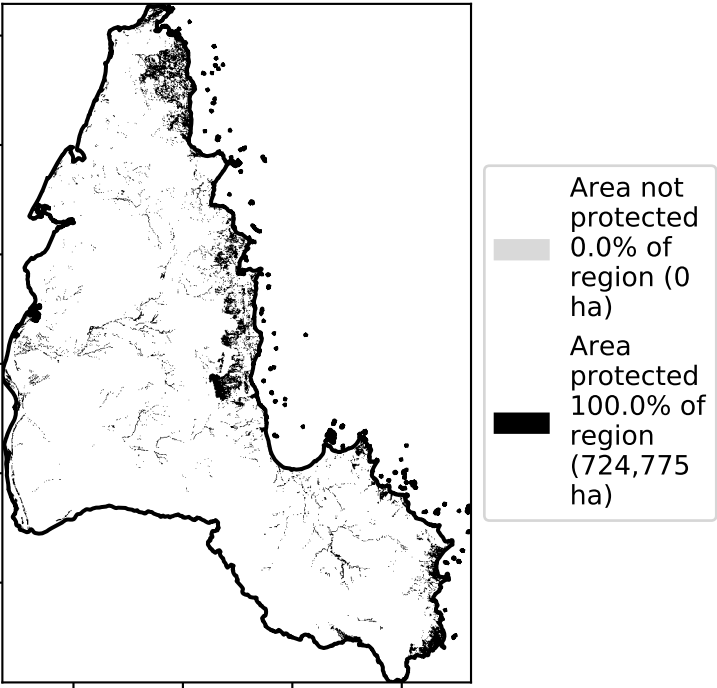 Area not
protected
0.0% of
region (0
ha)
Area
protected
100.0% of
region
(724,775
ha)